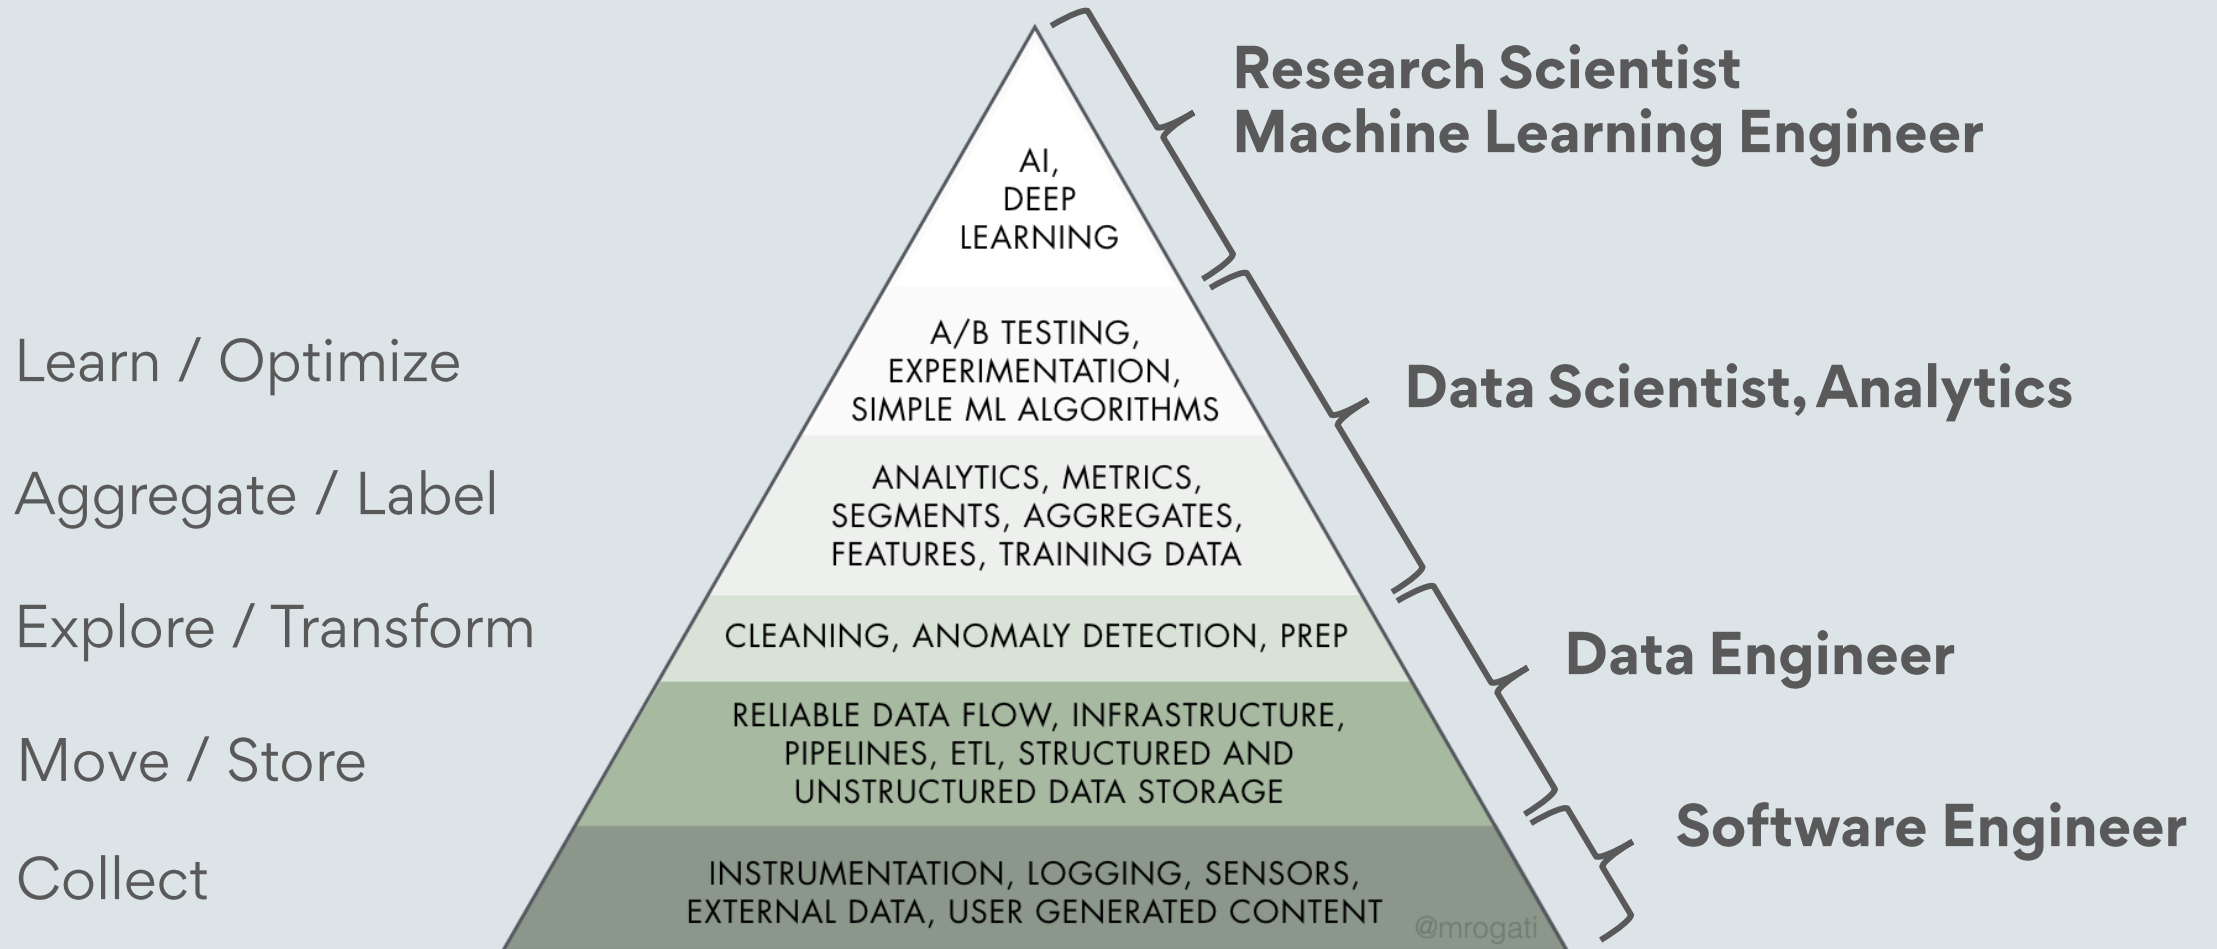 Research Scientist
Machine Learning Engineer
AI,
DEEP
LEARNING
Learn / Optimize
A/B TESTING,
EXPERIMENTATION,
SIMPLE ML ALGORITHMS
Data Scientist, Analytics
Aggregate / Label
ANALYTICS, METRICS,
SEGMENTS, AGGREGATES,
FEATURES, TRAINING DATA
Explore / Transform
CLEANING, ANOMALY DETECTION, PREP
Data Engineer
Move / Store
RELIABLE DATA FLOW, INFRASTRUCTURE,
PIPELINES, ETL, STRUCTURED AND
UNSTRUCTURED DATA STORAGE
Software Engineer
Collect
INSTRUMENTATION, LOGGING, SENSORS,
EXTERNAL DATA, USER GENERATED CONTENT
@mrogati